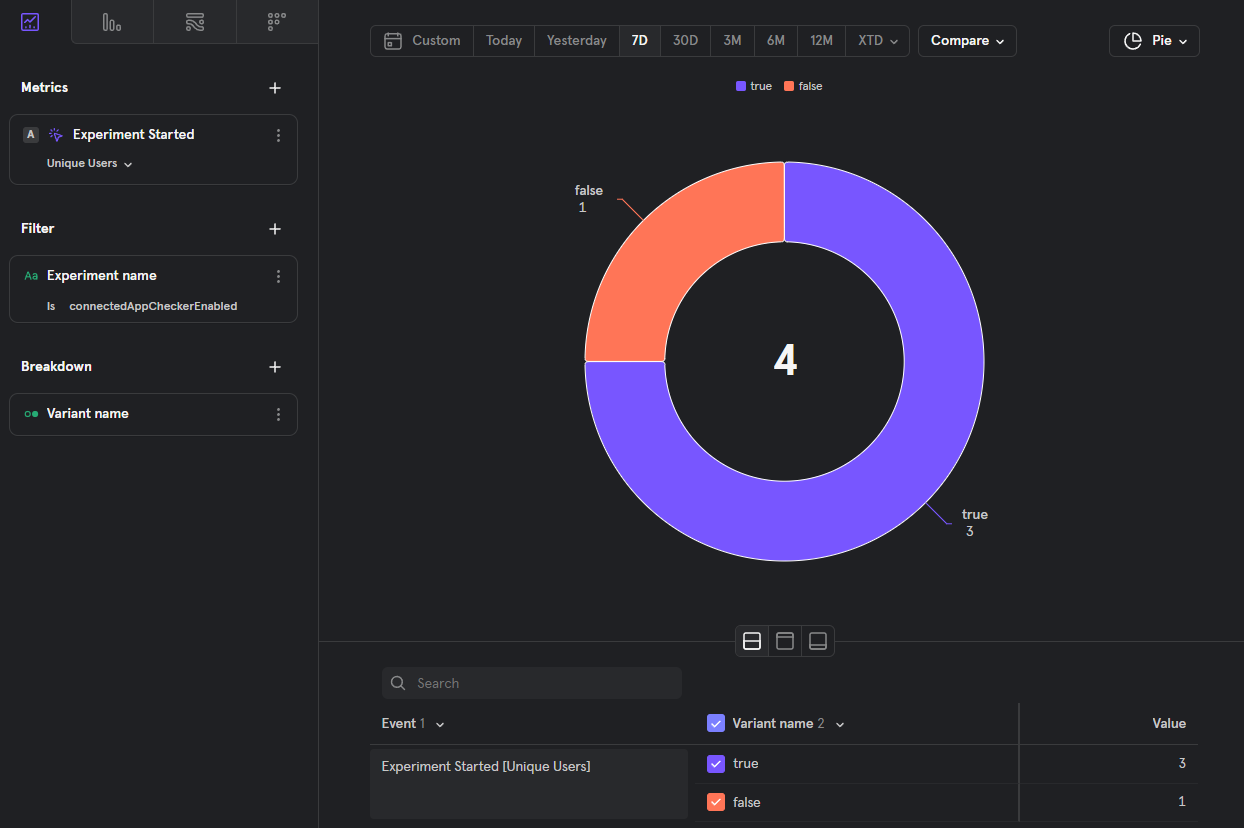 Custom Today Yesterday 7D 30D 3M 6M 12M XTD Compare Pie
Metrics
A Experiment Started
Unique Users
Filter
Aa Experiment name
Is connectedAppCheckerEnabled
Breakdown
Variant name
true false
false
1
4
true
3
Search
Event 1 Variant name 2 Value
Experiment Started [Unique Users] true 3
false 1